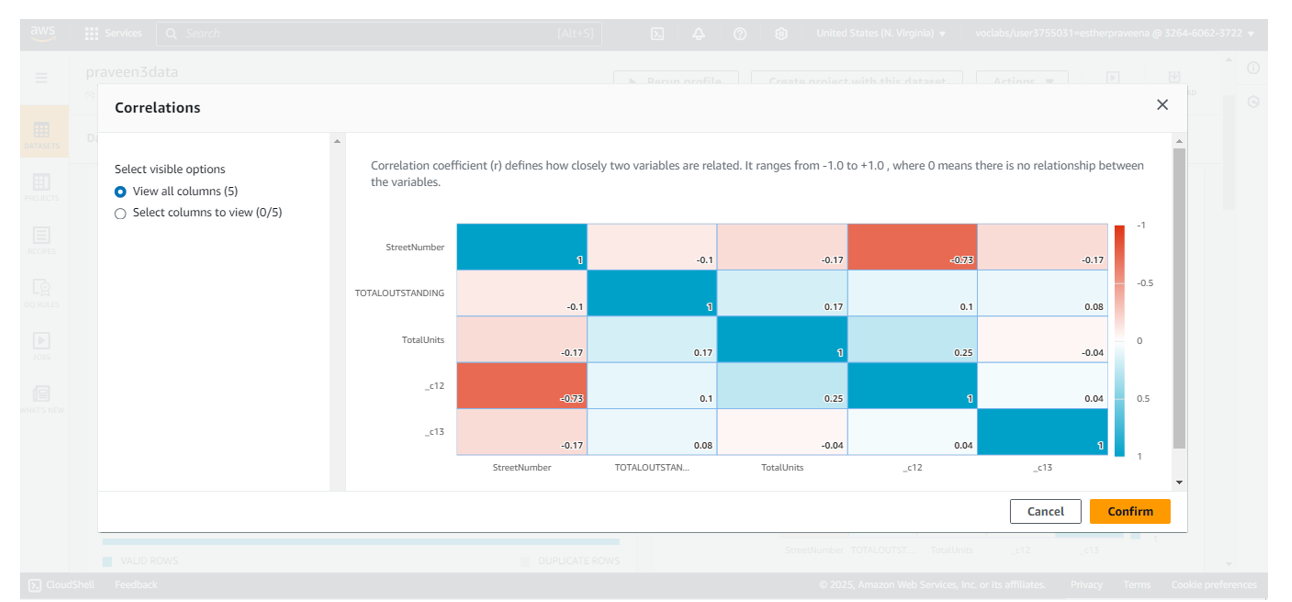 aws
Services
Search
[Alt+S]
United States (N. Virginia)
voclabs/user3755031=estherpraveena @ 3264-6062-3722
praveen3data
Rerun profile
Create project with this dataset
Actions
Correlations
DATASETS
PROJECTS
RECIPES
DQ RULES
JOBS
WHAT'S NEW
Select visible options
View all columns (5)
Select columns to view (0/5)
Correlation coefficient (r) defines how closely two variables are related. It ranges from -1.0 to +1.0 , where 0 means there is no relationship between
the variables.
StreetNumber
1
-0.1
-0.17
-0.73
-0.17
TOTALOUTSTANDING
-0.1
1
0.17
0.1
0.08
TotalUnits
-0.17
0.17
1
0.25
-0.04
_c12
-0.73
0.1
0.25
1
0.04
_c13
-0.17
0.08
-0.04
0.04
1
StreetNumber
TOTALOUTSTAN...
TotalUnits
_c12
_c13
-1
-0.5
0
0.5
1
Cancel
Confirm
VALID ROWS
DUPLICATE ROWS
StreetNumber
TOTALOUTST...
TotalUnits
_c12
_c13
CloudShell
Feedback
© 2025, Amazon Web Services, Inc. or its affiliates.
Privacy
Terms
Cookie preferences